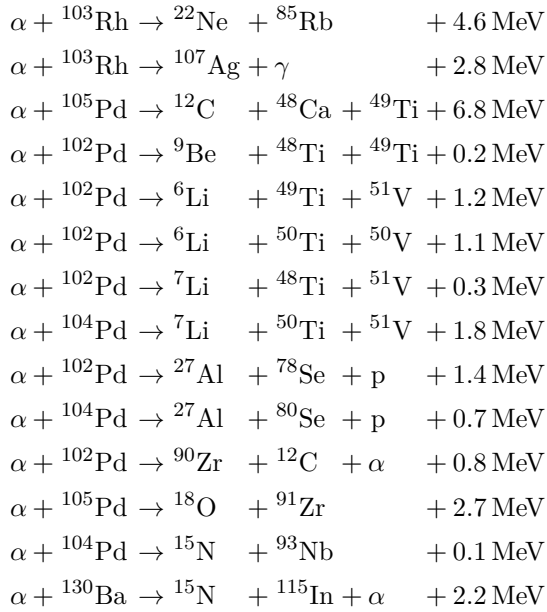 α + ¹⁰³Rh → ²²Ne + ⁸⁵Rb + 4.6 MeV
α + ¹⁰³Rh → ¹⁰⁷Ag + γ + 2.8 MeV
α + ¹⁰⁵Pd → ¹²C + ⁴⁸Ca + ⁴⁹Ti + 6.8 MeV
α + ¹⁰²Pd → ⁹Be + ⁴⁸Ti + ⁴⁹Ti + 0.2 MeV
α + ¹⁰²Pd → ⁶Li + ⁴⁹Ti + ⁵¹V + 1.2 MeV
α + ¹⁰²Pd → ⁶Li + ⁵⁰Ti + ⁵⁰V + 1.1 MeV
α + ¹⁰²Pd → ⁷Li + ⁴⁸Ti + ⁵¹V + 0.3 MeV
α + ¹⁰⁴Pd → ⁷Li + ⁵⁰Ti + ⁵¹V + 1.8 MeV
α + ¹⁰²Pd → ²⁷Al + ⁷⁸Se + p + 1.4 MeV
α + ¹⁰⁴Pd → ²⁷Al + ⁸⁰Se + p + 0.7 MeV
α + ¹⁰²Pd → ⁹⁰Zr + ¹²C + α + 0.8 MeV
α + ¹⁰⁵Pd → ¹⁸O + ⁹¹Zr + 2.7 MeV
α + ¹⁰⁴Pd → ¹⁵N + ⁹³Nb + 0.1 MeV
α + ¹³⁰Ba → ¹⁵N + ¹¹⁵In + α + 2.2 MeV